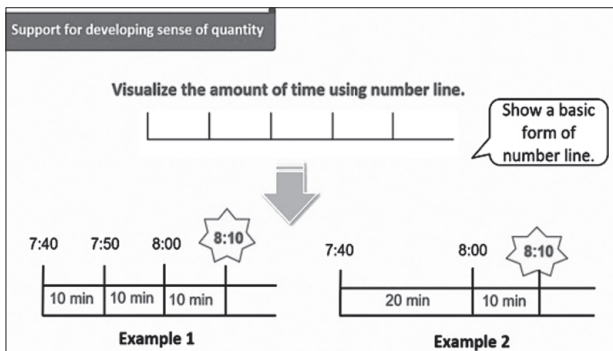 Support for developing sense of quantity
Visualize the amount of time using number line.
Show a basic
form of
number line.
7:40 7:50 8:00 8:10
10 min 10 min 10 min
Example 1
7:40 8:00 8:10
20 min 10 min
Example 2